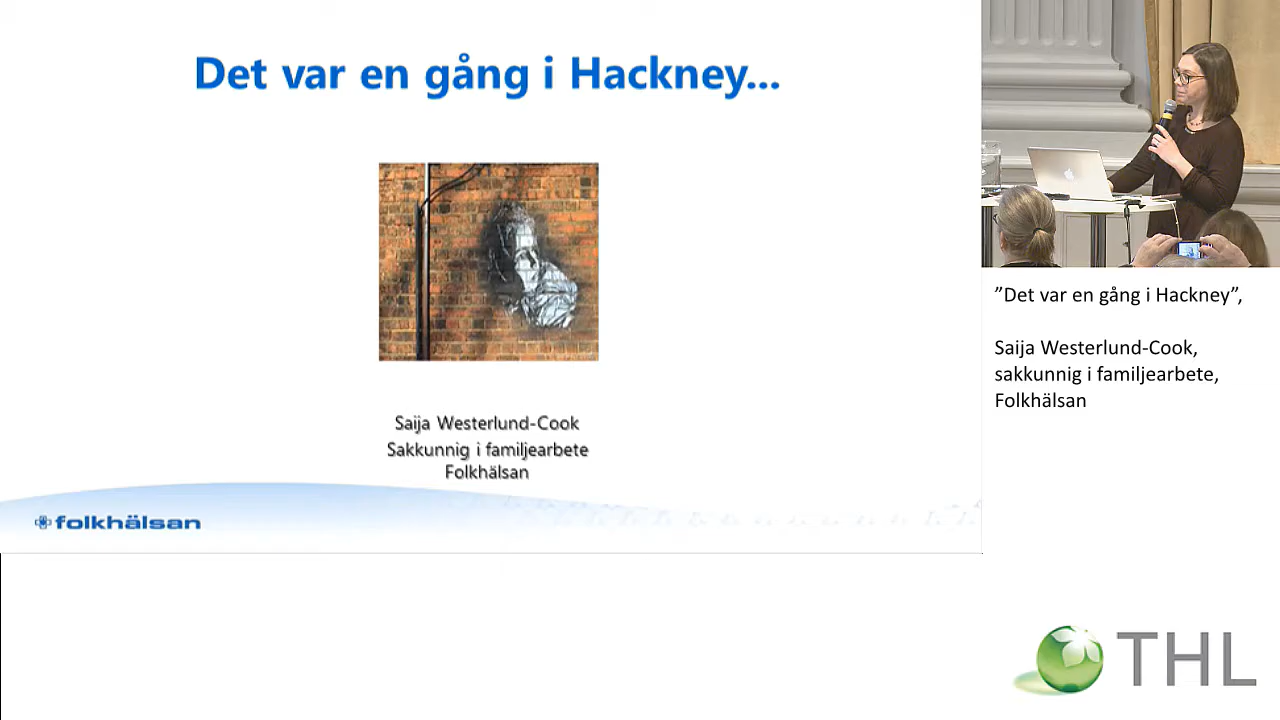 Det var en gång i Hackney...
Saija Westerlund-Cook
Sakkunnig i familjearbete
Folkhälsan
folkhälsan
”Det var en gång i Hackney”,
Saija Westerlund-Cook,
sakkunnig i familjearbete,
Folkhälsan
THL